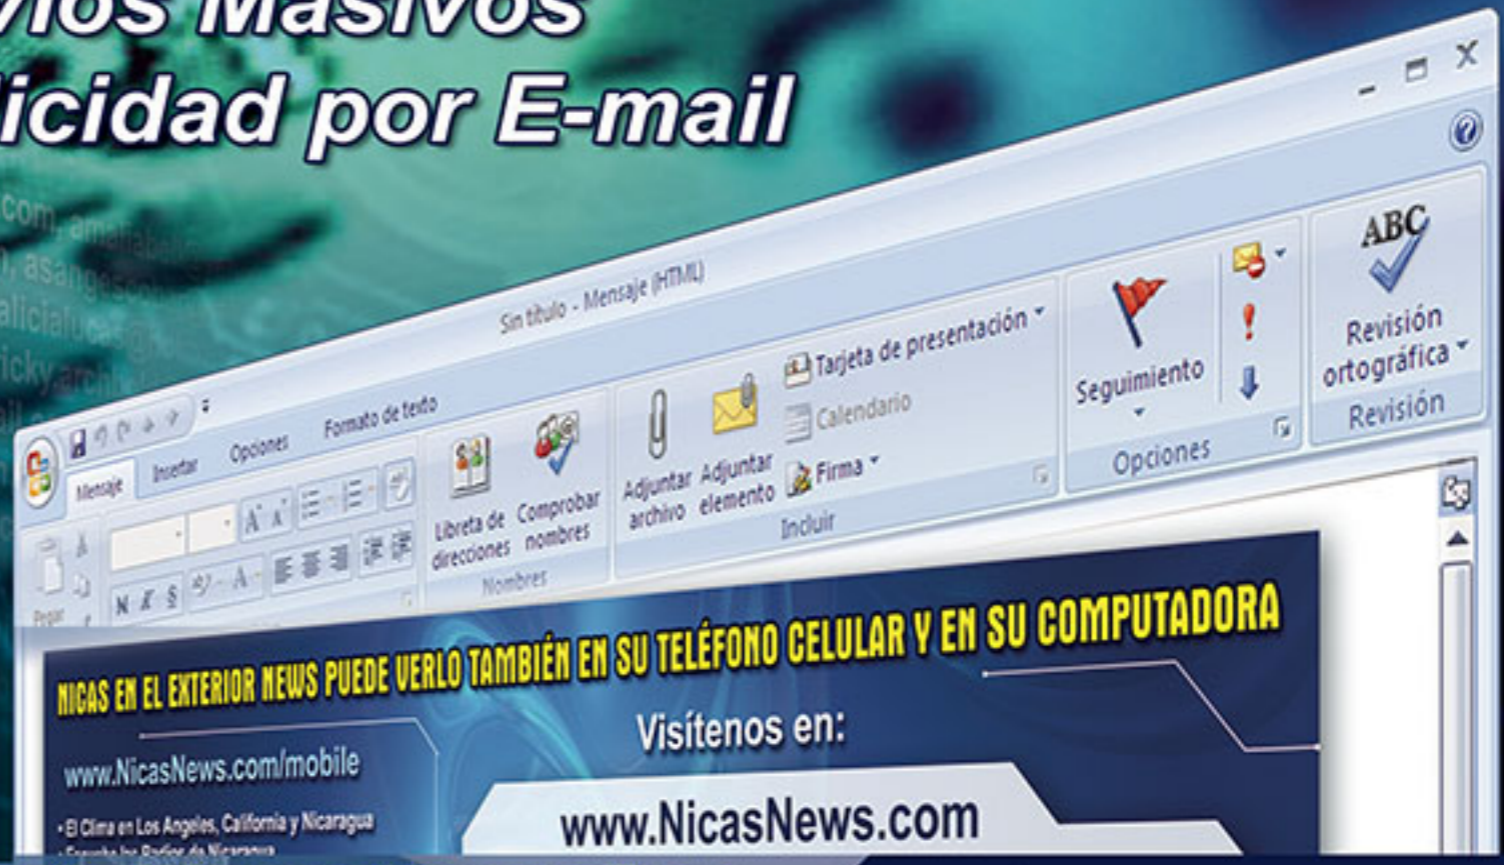 Masivos
por E-mail
Sin título - Mensaje (HTML)
Mensaje Insertar Opciones Formato de texto
Libreta de direcciones
Comprobar nombres
Nombres
Adjuntar archivo
Adjuntar elemento
Tarjeta de presentación
Calendario
Firma
Incluir
Seguimiento
Opciones
ABC
Revisión
ortográfica
Revisión
Pegar
N K S
NICAS EN EL EXTERIOR NEWS PUEDE VERLO TAMBIÉN EN SU TELÉFONO CELULAR Y EN SU COMPUTADORA
Visítenos en:
www.NicasNews.com/mobile
www.NicasNews.com
• El Clima en Los Angeles, California y Nicaragua